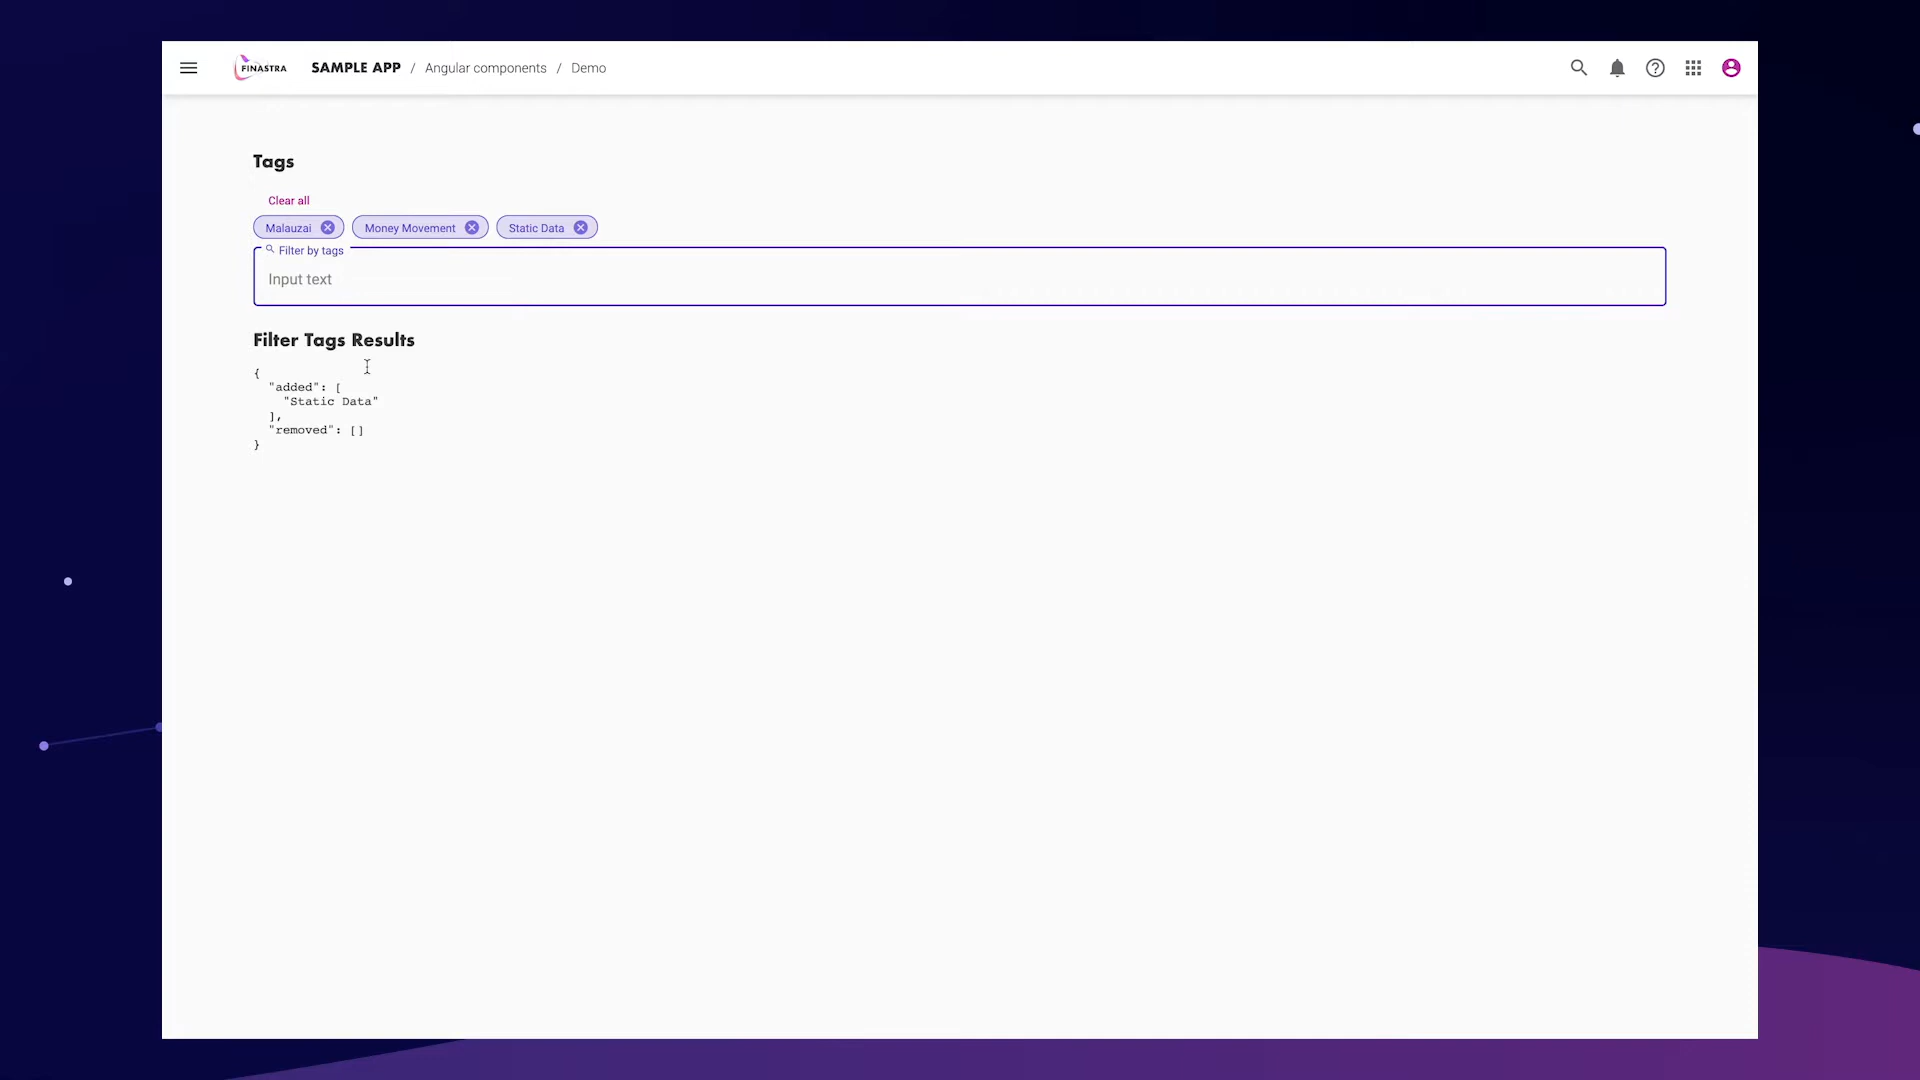 FINASTRA SAMPLE APP / Angular components / Demo
Tags
Clear all
Malauzai Money Movement Static Data
Filter by tags
Input text
Filter Tags Results
{
"added": [
"Static Data"
],
"removed": []
}